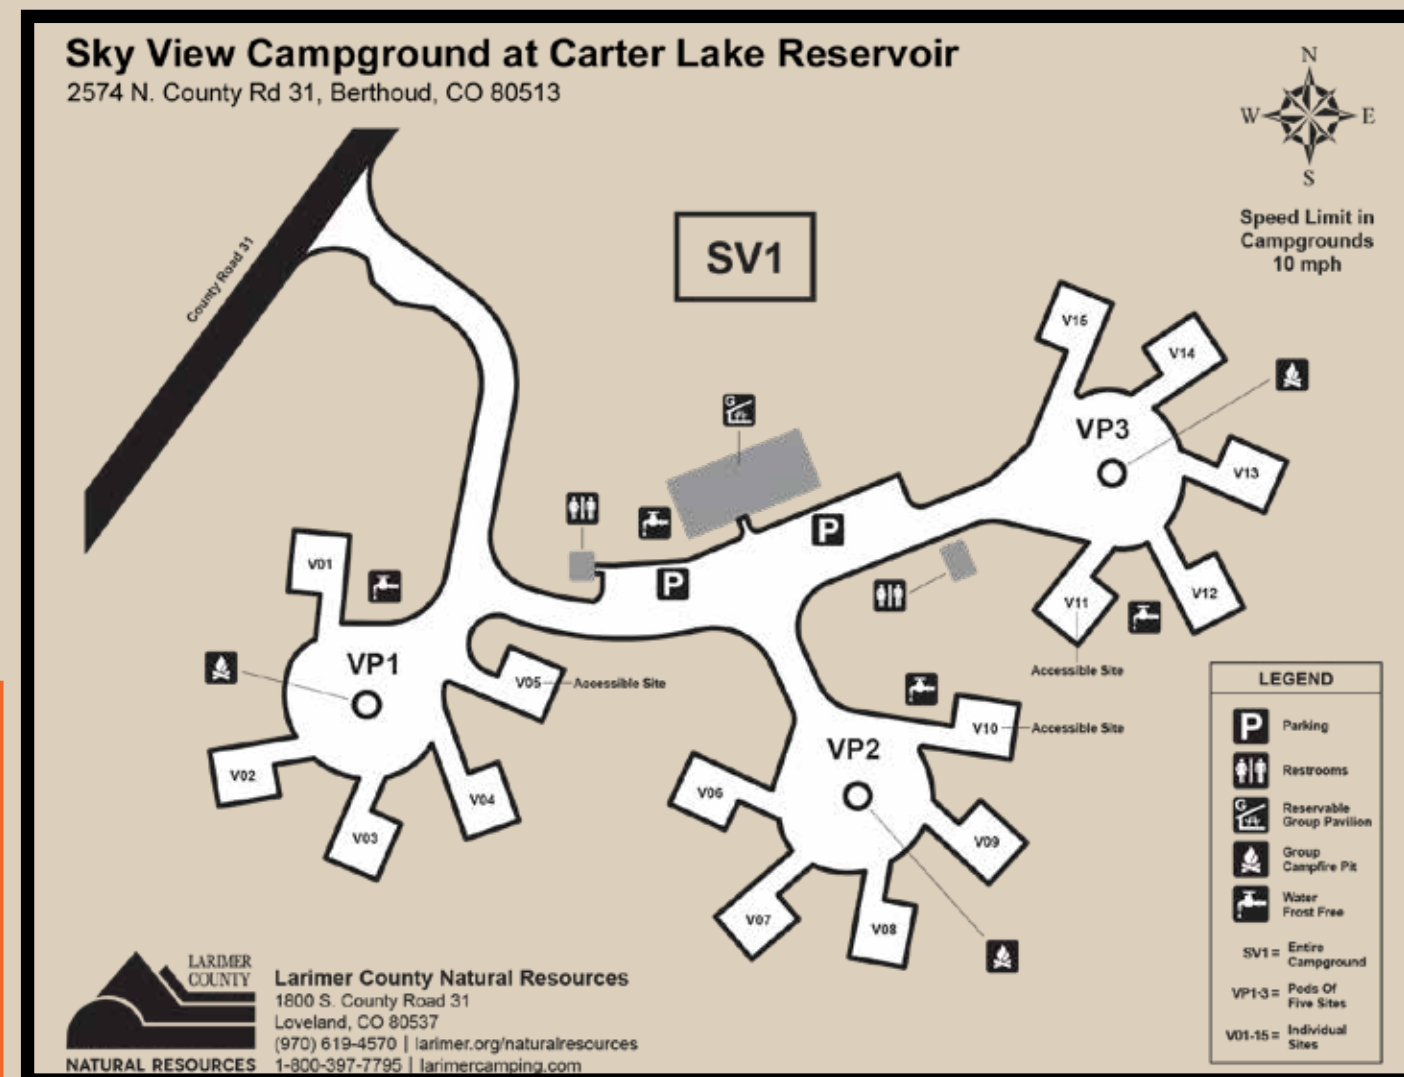 Sky View Campground at Carter Lake Reservoir
2574 N. County Rd 31, Berthoud, CO 80513
N
W E
S
Speed Limit in
Campgrounds
10 mph
County Road 31
SV1
V15
V14
G
VP3
V13
P
P
V01
V12
V11
VP1
Accessible Site
V05
Accessible Site
V10
Accessible Site
VP2
V02
V04
V06
V03
V09
V07
V08
LEGEND
P Parking
Restrooms
G Reservable
Group Pavilion
Group
Campfire Pit
Water
Frost Free
SV1 = Entire
Campground
VP1-3 = Pods Of
Five Sites
V01-15 = Individual
Sites
LARIMER
COUNTY
NATURAL RESOURCES
Larimer County Natural Resources
1800 S. County Road 31
Loveland, CO 80537
(970) 619-4570 | larimer.org/naturalresources
1-800-397-7795 | larimercamping.com